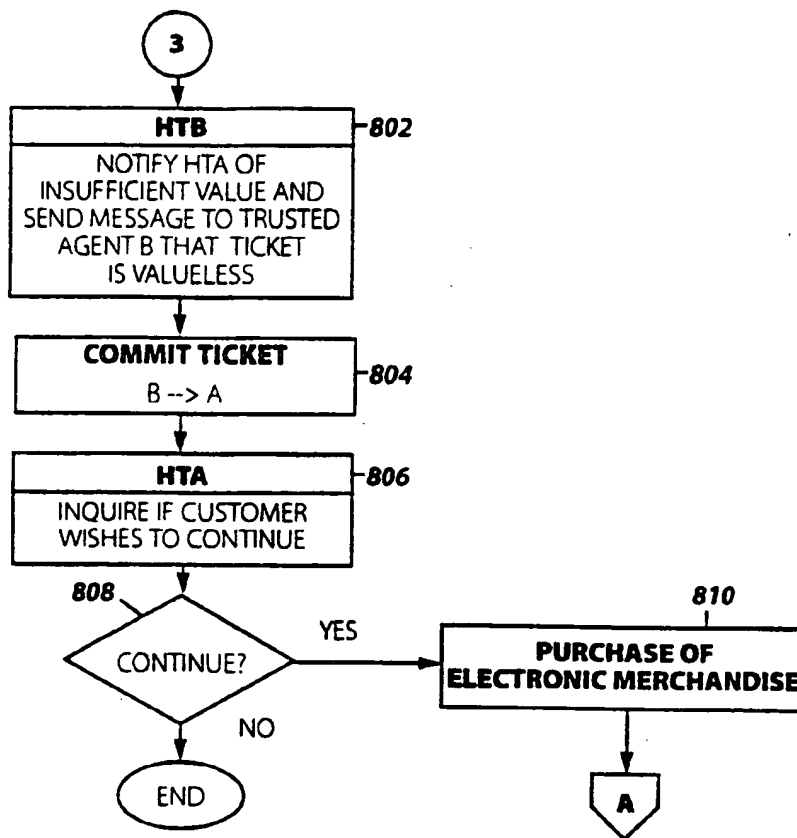 3
HTB
802
NOTIFY HTA OF
INSUFFICIENT VALUE AND
SEND MESSAGE TO TRUSTED
AGENT B THAT TICKET
IS VALUELESS
COMMIT TICKET
B --> A
804
HTA
806
INQUIRE IF CUSTOMER
WISHES TO CONTINUE
808
CONTINUE?
YES
NO
END
810
PURCHASE OF
ELECTRONIC MERCHANDISE
A